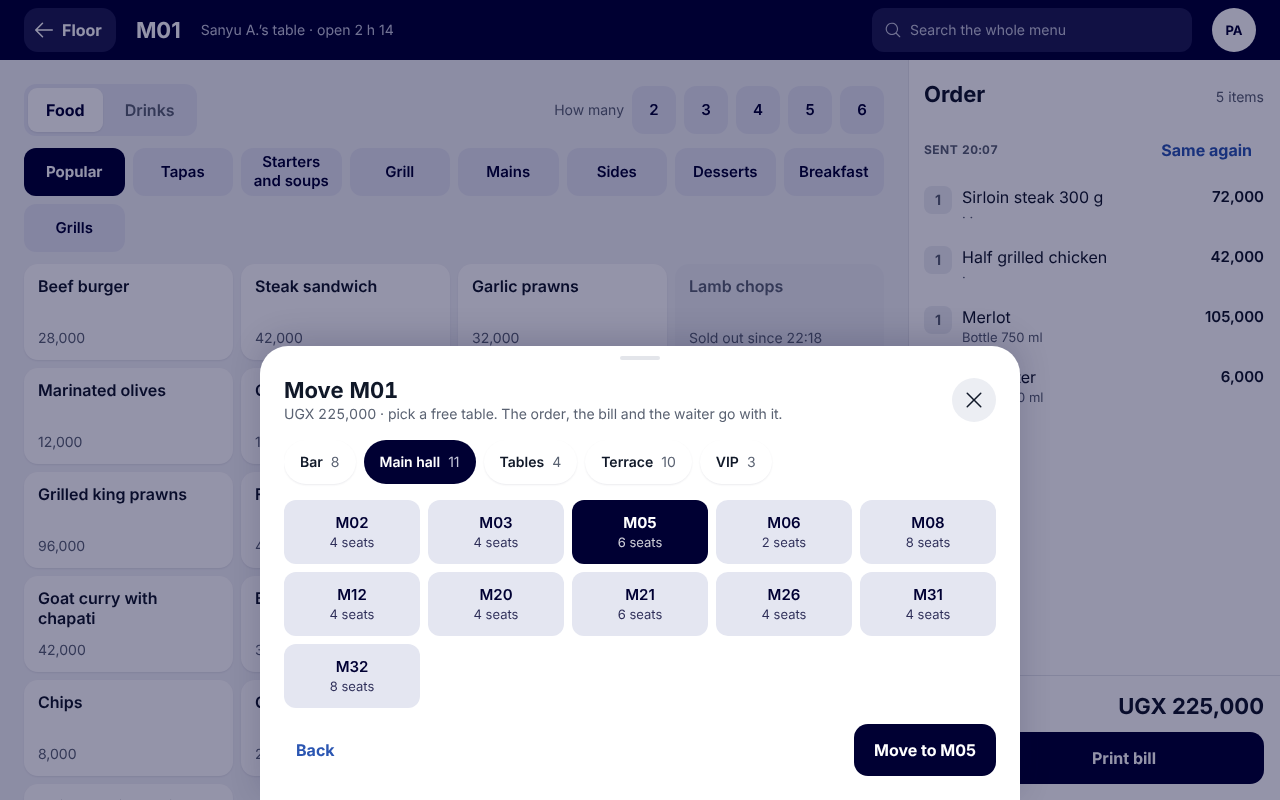 Floor
M01
Sanyu A.'s table · open 2 h 14
Search the whole menu
PA
Food
Drinks
How many
2
3
4
5
6
Popular
Tapas
Starters
and soups
Grill
Mains
Sides
Desserts
Breakfast
Grills
Beef burger
28,000
Steak sandwich
42,000
Garlic prawns
32,000
Lamb chops
Sold out since 22:18
Marinated olives
12,000
Grilled king prawns
96,000
Goat curry with
chapati
42,000
Chips
8,000
Order
5 items
SENT 20:07
Same again
1
Sirloin steak 300 g
72,000
1
Half grilled chicken
42,000
1
Merlot
105,000
Bottle 750 ml
6,000
UGX 225,000
Print bill
Move M01
UGX 225,000 · pick a free table. The order, the bill and the waiter go with it.
Bar 8
Main hall 11
Tables 4
Terrace 10
VIP 3
M02
4 seats
M03
4 seats
M05
6 seats
M06
2 seats
M08
8 seats
M12
4 seats
M20
4 seats
M21
6 seats
M26
4 seats
M31
4 seats
M32
8 seats
Back
Move to M05